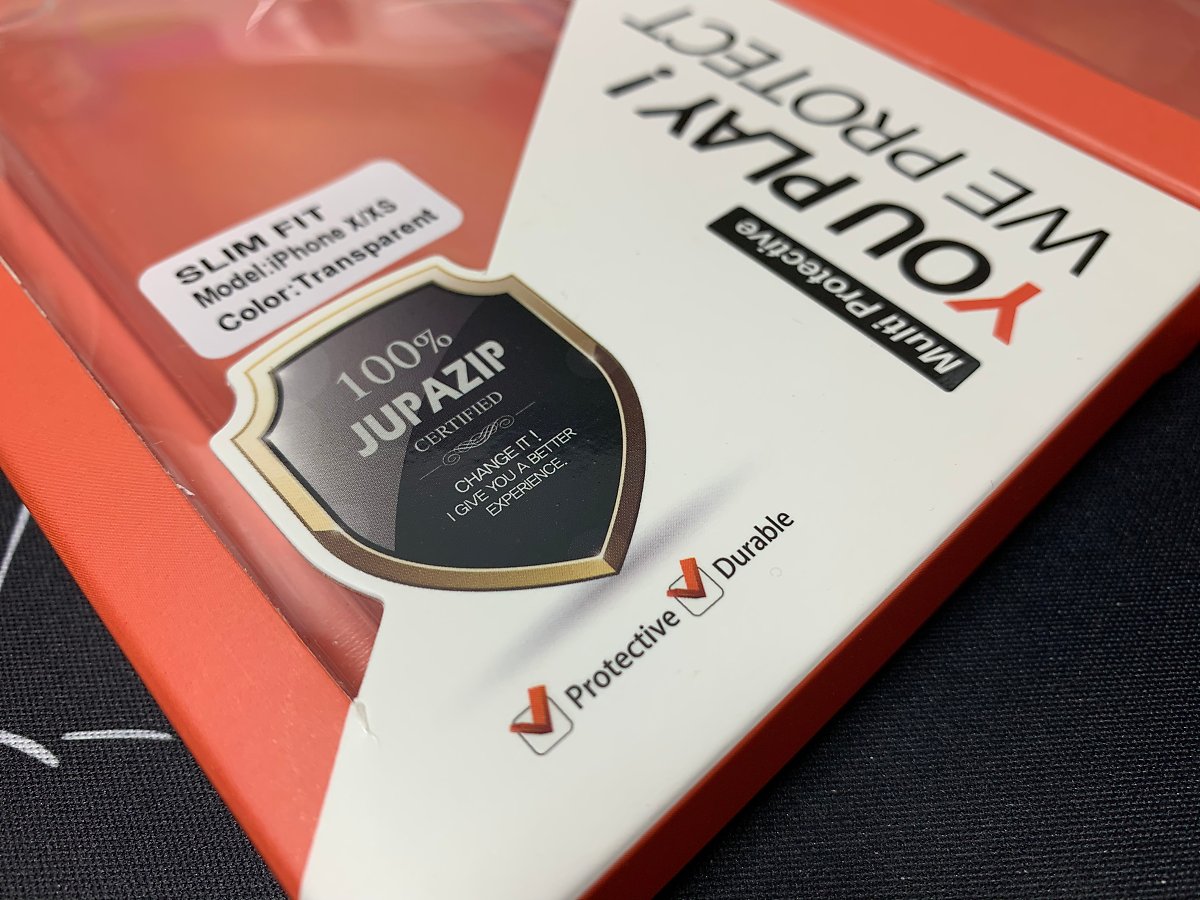 SLIM FIT
Model:iPhone X/XS
Color:Transparent
100%
JUPAZIP
CERTIFIED
CHANGE IT !
I GIVE YOU A BETTER
EXPERIENCE.
Protective
Durable
Multi Protective
YOU PLAY !
WE PROTECT